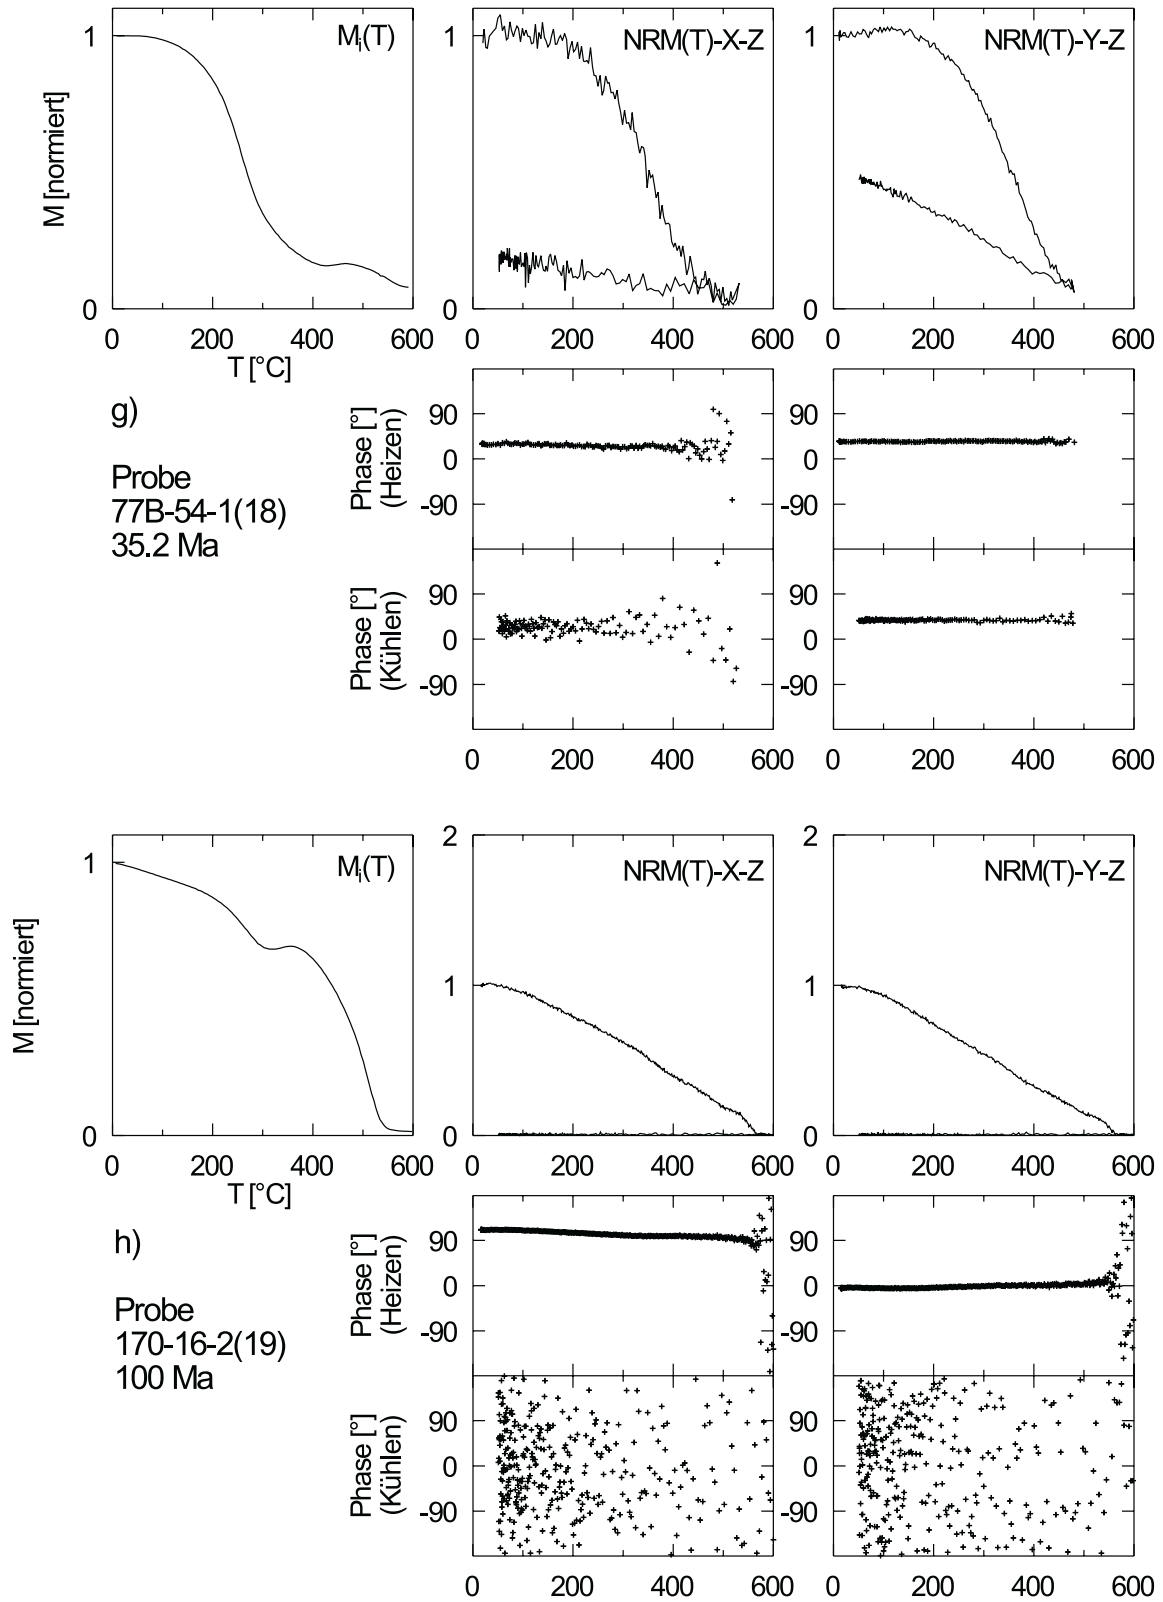 M_i(T)
NRM(T)-X-Z
NRM(T)-Y-Z
M [normiert]
1
0
1
0
1
0
0 200 400 600
0 200 400 600
0 200 400 600
T [°C]
g)
Probe
77B-54-1(18)
35.2 Ma
Phase [°]
(Heizen)
90
0
-90
90
0
-90
Phase [°]
(Kühlen)
90
0
-90
90
0
-90
0 200 400 600
0 200 400 600
M_i(T)
NRM(T)-X-Z
NRM(T)-Y-Z
M [normiert]
1
0
2
1
0
2
1
0
0 200 400 600
0 200 400 600
0 200 400 600
T [°C]
h)
Probe
170-16-2(19)
100 Ma
Phase [°]
(Heizen)
90
0
-90
90
0
-90
Phase [°]
(Kühlen)
90
0
-90
90
0
-90
0 200 400 600
0 200 400 600